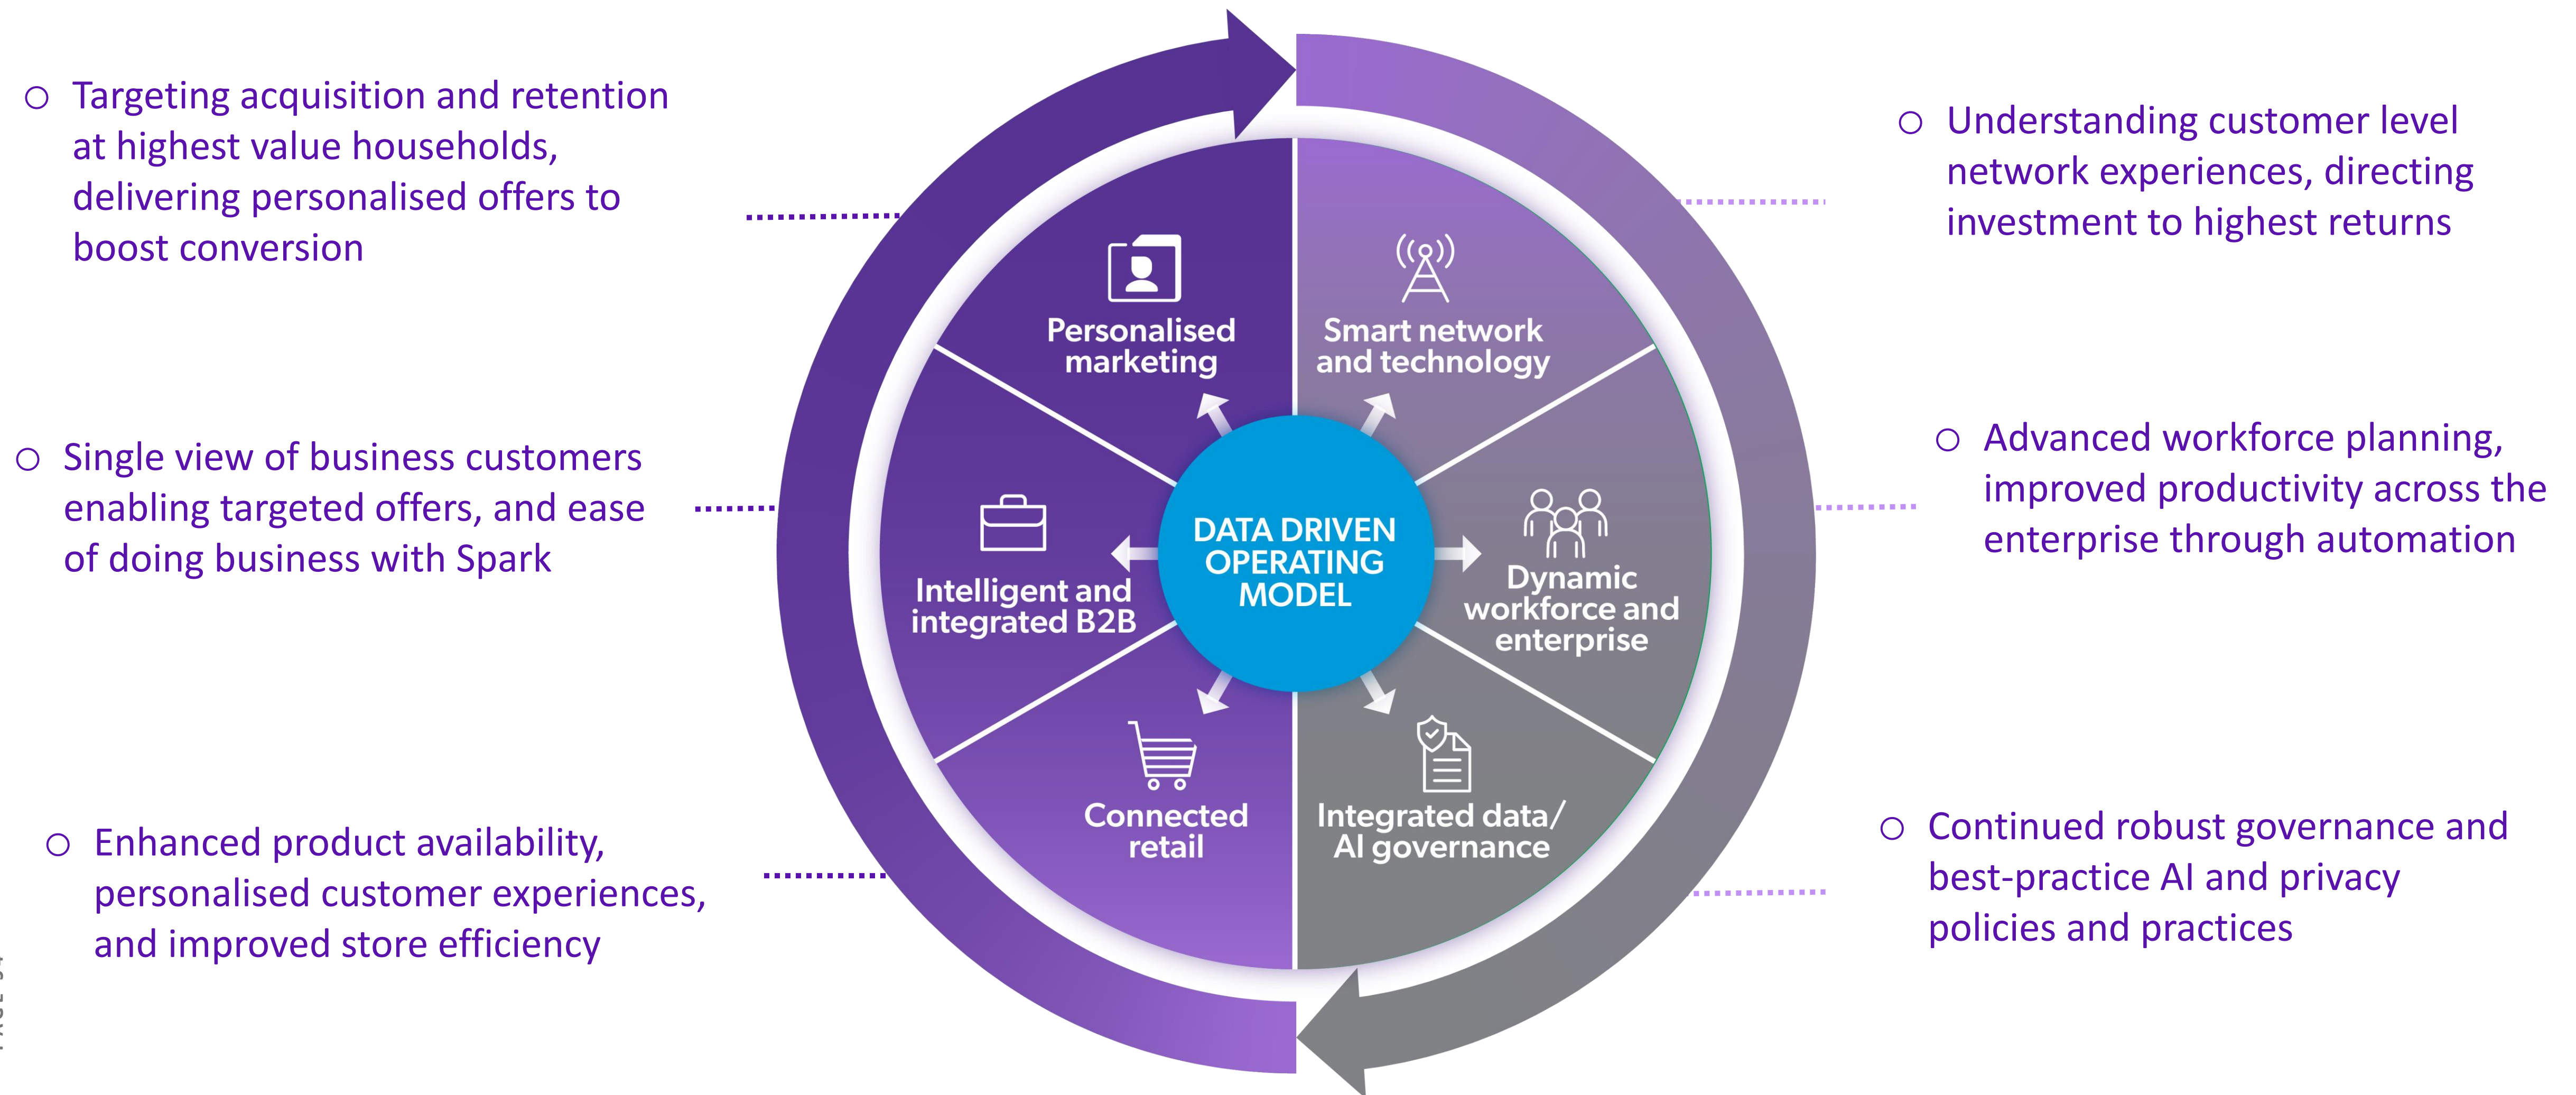 Targeting acquisition and retention
at highest value households,
delivering personalised offers to
boost conversion
Single view of business customers
enabling targeted offers, and ease
of doing business with Spark
Enhanced product availability,
personalised customer experiences,
and improved store efficiency
Personalised
marketing
Smart network
and technology
Intelligent and
integrated B2B
DATA DRIVEN
OPERATING
MODEL
Dynamic
workforce and
enterprise
Connected
retail
Integrated data/
AI governance
Understanding customer level
network experiences, directing
investment to highest returns
Advanced workforce planning,
improved productivity across the
enterprise through automation
Continued robust governance and
best-practice AI and privacy
policies and practices